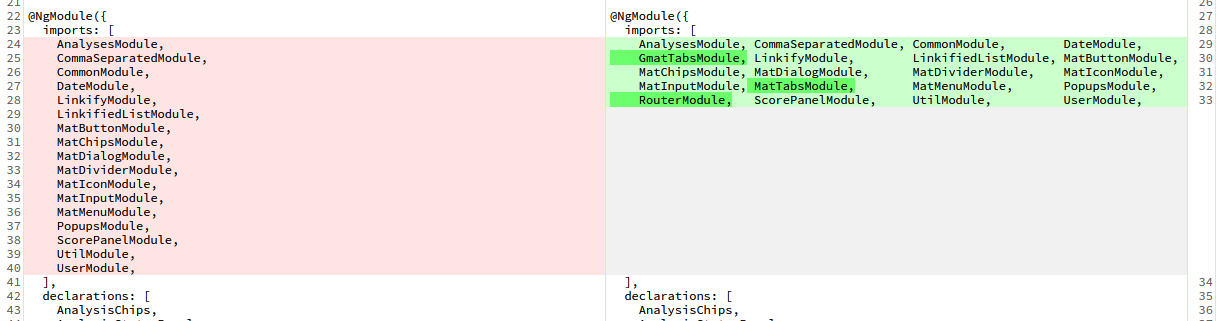 21
22 @NgModule({
23 imports: [
24 AnalysesModule,
25 CommaSeparatedModule,
26 CommonModule,
27 DateModule,
28 LinkifyModule,
29 LinkifiedListModule,
30 MatButtonModule,
31 MatChipsModule,
32 MatDialogModule,
33 MatDividerModule,
34 MatIconModule,
35 MatInputModule,
36 MatMenuModule,
37 PopupsModule,
38 ScorePanelModule,
39 UtilModule,
40 UserModule,
41 ],
42 declarations: [
43 AnalysisChips,
26
@NgModule({ 27
imports: [ 28
AnalysesModule, CommaSeparatedModule, CommonModule, DateModule, 29
GmatTabsModule, LinkifyModule, LinkifiedListModule, MatButtonModule, 30
MatChipsModule, MatDialogModule, MatDividerModule, MatIconModule, 31
MatInputModule, MatTabsModule, MatMenuModule, PopupsModule, 32
RouterModule, ScorePanelModule, UtilModule, UserModule, 33
], 34
declarations: [ 35
AnalysisChips, 36